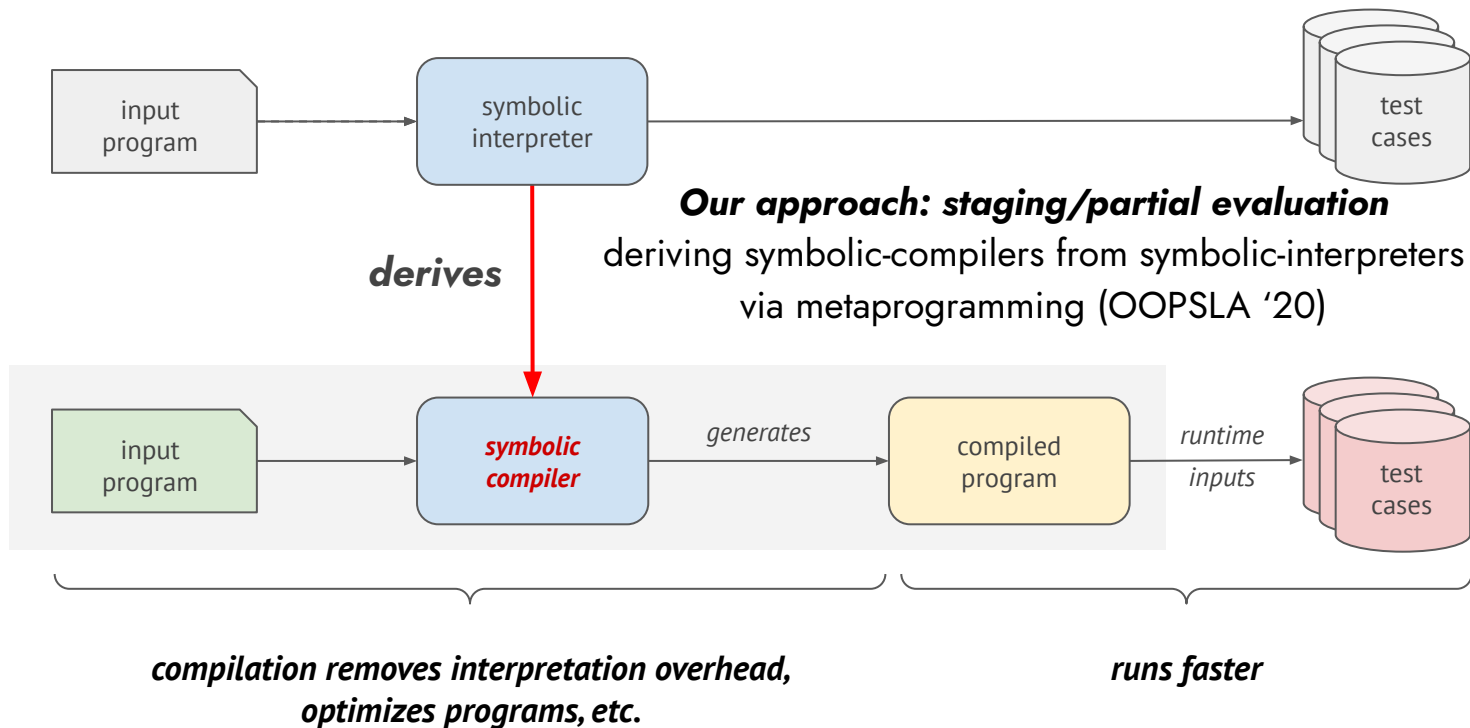 input
program
symbolic
interpreter
test
cases
Our approach: staging/partial evaluation
deriving symbolic-compilers from symbolic-interpreters
via metaprogramming (OOPSLA ‘20)
derives
input
program
symbolic
compiler
generates
compiled
program
runtime
inputs
test
cases
compilation removes interpretation overhead,
optimizes programs, etc.
runs faster